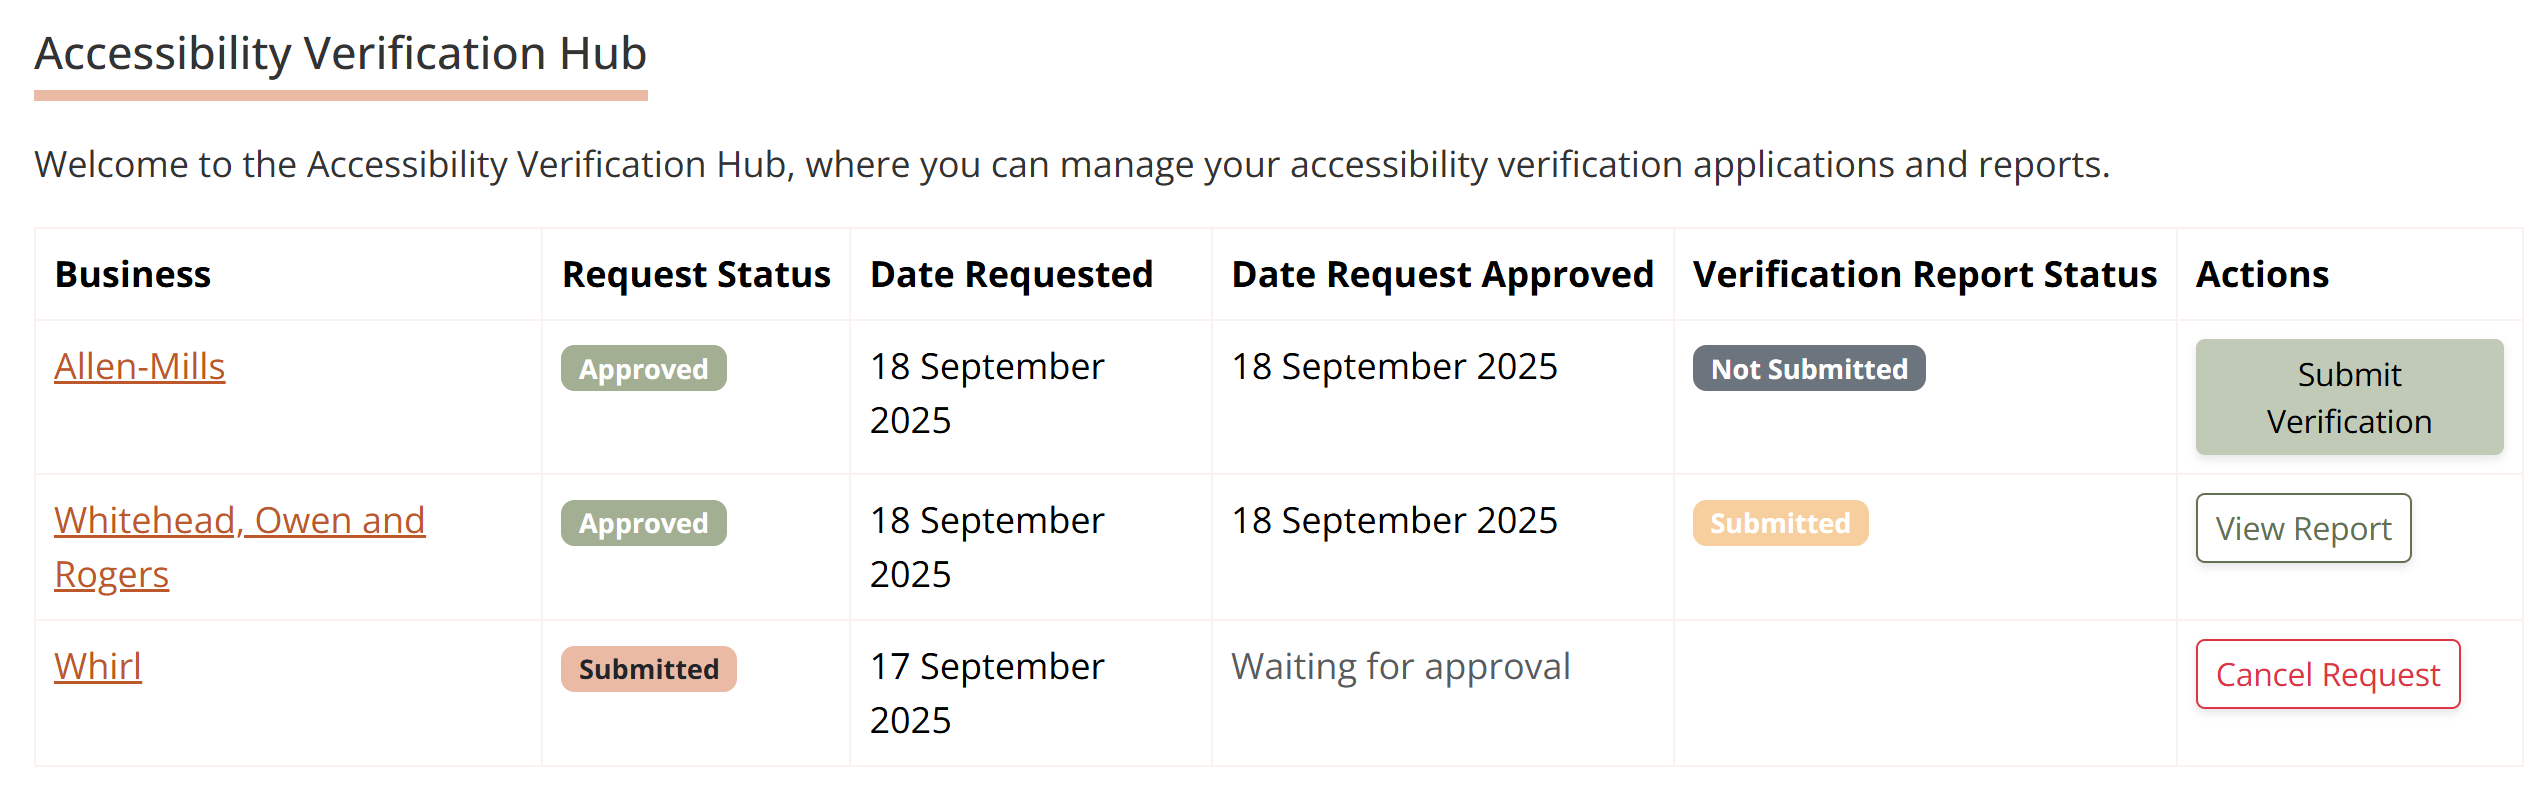 Accessibility Verification Hub
Welcome to the Accessibility Verification Hub, where you can manage your accessibility verification applications and reports.
Business Request Status Date Requested Date Request Approved Verification Report Status Actions
Allen-Mills Approved 18 September 2025 18 September 2025 Not Submitted Submit Verification
Whitehead, Owen and Rogers Approved 18 September 2025 18 September 2025 Submitted View Report
Whirl Submitted 17 September 2025 Waiting for approval Cancel Request